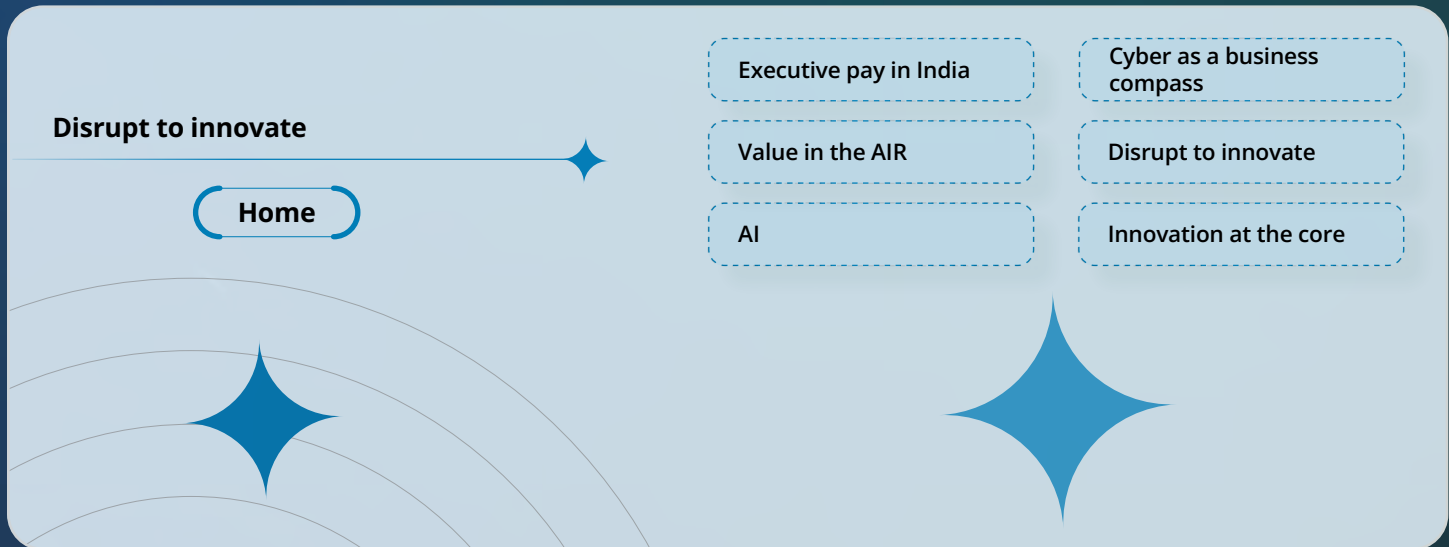 Disrupt to innovate
Home
Executive pay in India
Cyber as a business
compass
Value in the AIR
Disrupt to innovate
AI
Innovation at the core